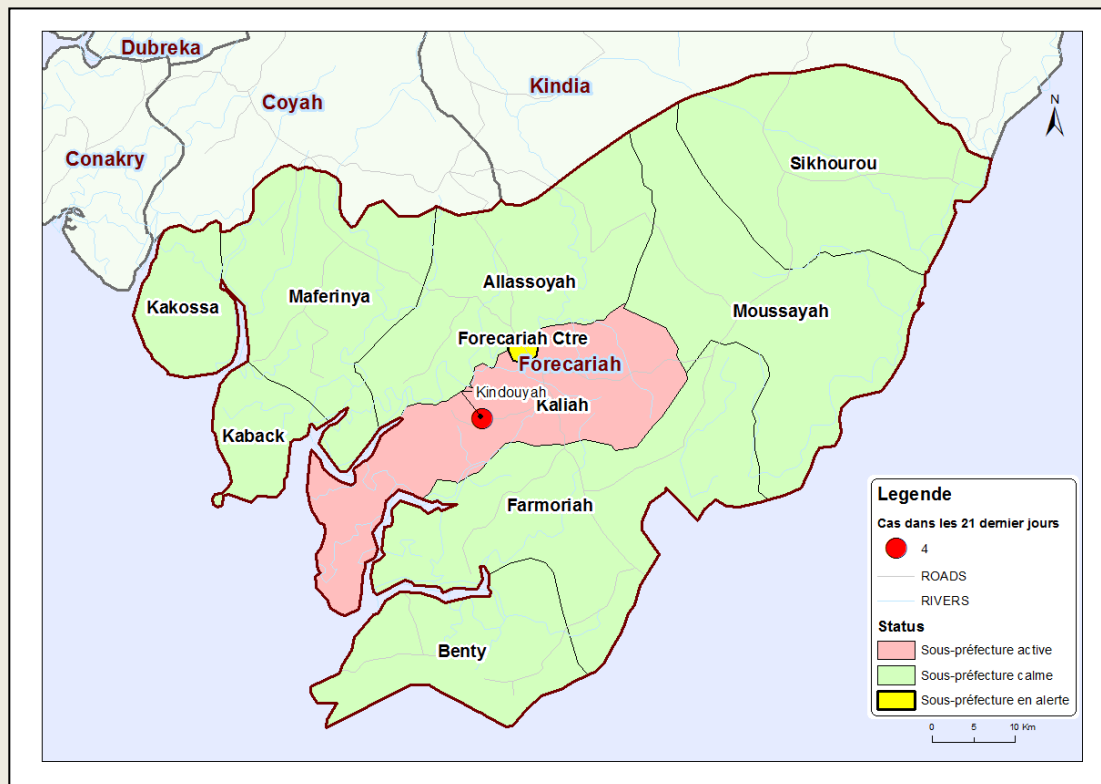 Dubreka
Coyah
Kindia
Conakry
N
Sikhourou
Allassoyah
Maferinya
Kakossa
Moussayah
Forecariah Ctre
Forecariah
Kindouyah
Kaliah
Kaback
Farmoriah
Benty
Legende
Cas dans les 21 dernier jours
4
ROADS
RIVERS
Status
Sous-préfecture active
Sous-préfecture calme
Sous-préfecture en alerte
0 5 10 Km